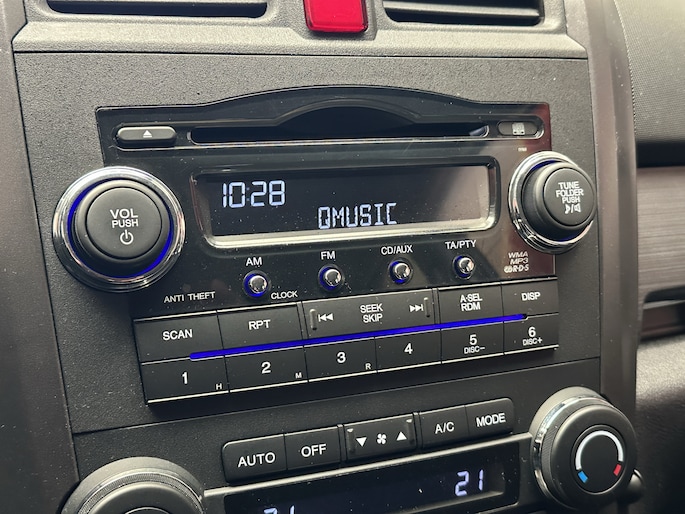 10:28
QMUSIC
VOL
PUSH
TUNE
FOLDER
PUSH
AM
FM
CD/AUX
TA/PTY
WMA
MP3
R·D·S
ANTI THEFT
CLOCK
SCAN
RPT
SEEK
SKIP
A-SEL
RDM
DISP
1 H
2 M
3 R
4
5
DISC−
6
DISC+
AUTO
OFF
A/C
MODE
21